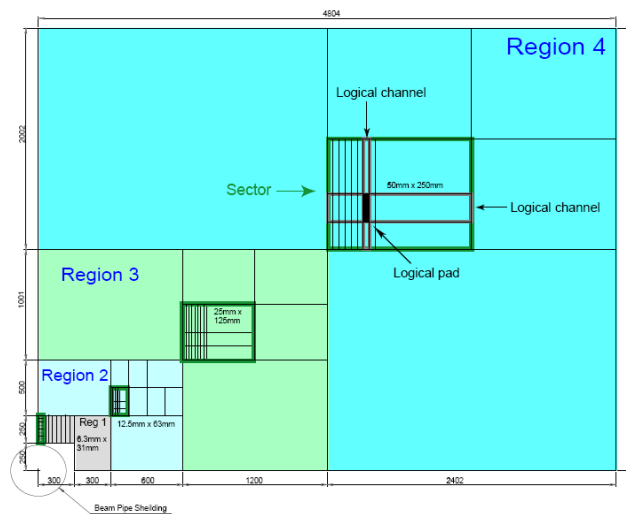 4804
Region 4
Logical channel
2002
50mm x 250mm
Sector
Logical channel
Logical pad
Region 3
1001
25mm x
125mm
Region 2
500
Reg 1
12.5mm x 63mm
6.3mm x
31mm
250
250
300
300
600
1200
2402
Beam Pipe Sheilding